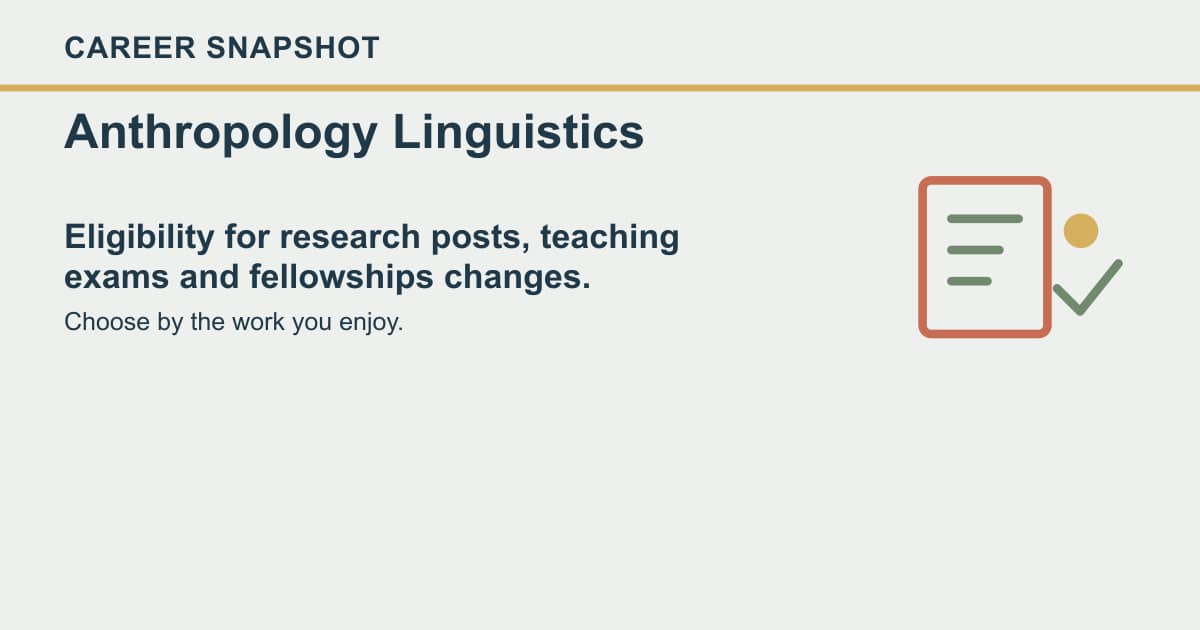 CAREER SNAPSHOT
Anthropology Linguistics
Eligibility for research posts, teaching
exams and fellowships changes.
Choose by the work you enjoy.